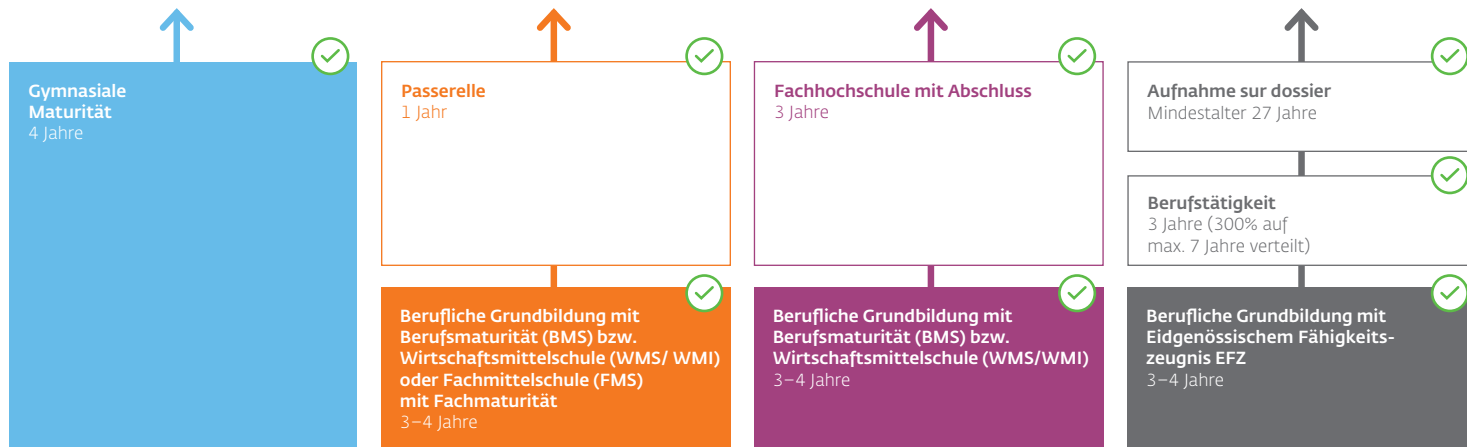 Gymnasiale
Maturität
4 Jahre
Passerelle
1 Jahr
Fachhochschule mit Abschluss
3 Jahre
Aufnahme sur dossier
Mindestalter 27 Jahre
Berufstätigkeit
3 Jahre (300% auf
max. 7 Jahre verteilt)
Berufliche Grundbildung mit
Berufsmaturität (BMS) bzw.
Wirtschaftsmittelschule (WMS/ WMI)
oder Fachmittelschule (FMS)
mit Fachmaturität
3–4 Jahre
Berufliche Grundbildung mit
Berufsmaturität (BMS) bzw.
Wirtschaftsmittelschule (WMS/WMI)
3–4 Jahre
Berufliche Grundbildung mit
Eidgenössischem Fähigkeits-
zeugnis EFZ
3–4 Jahre